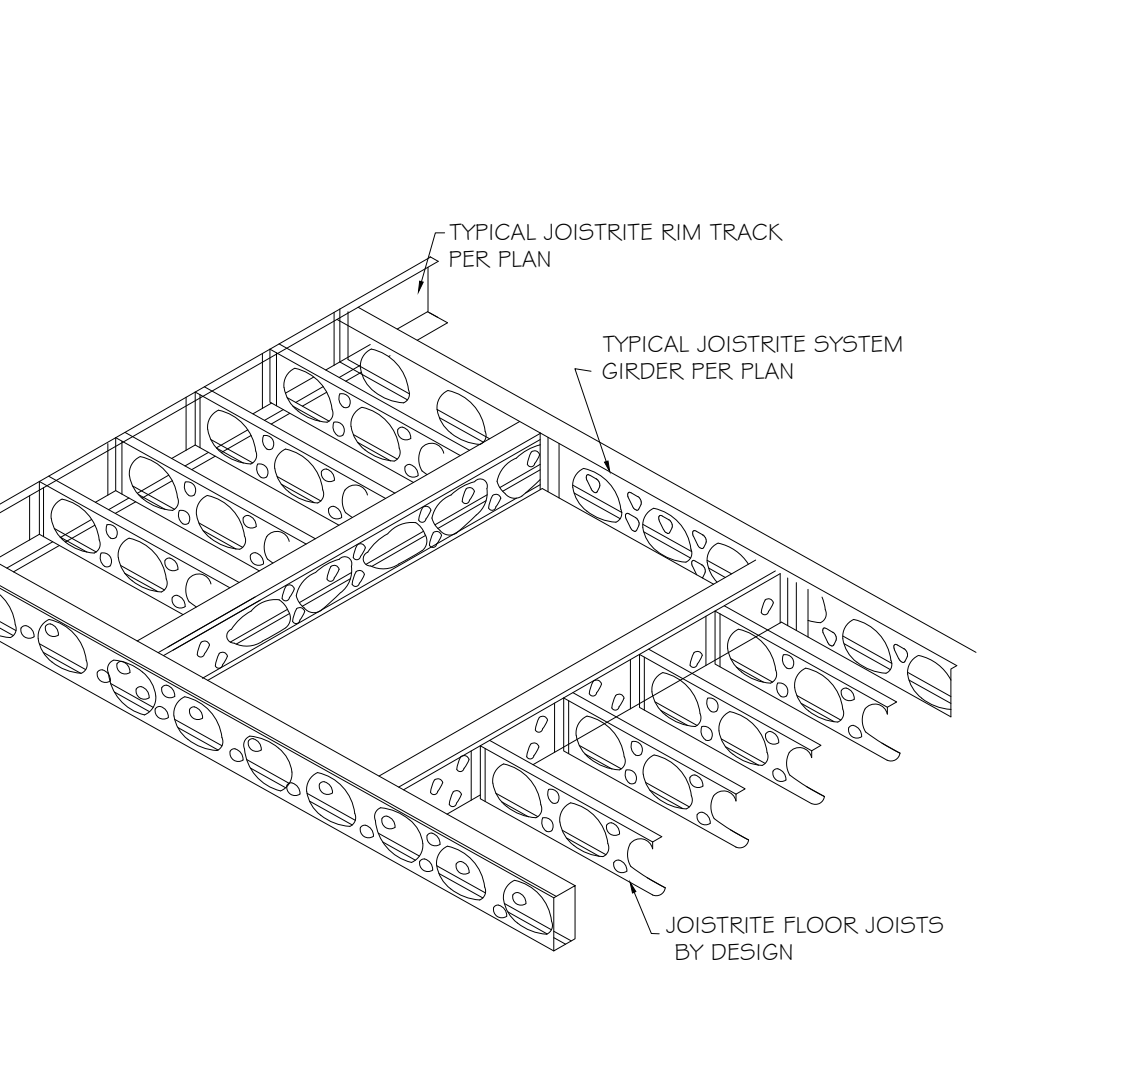 TYPICAL JOISTRITE RIM TRACK
PER PLAN
TYPICAL JOISTRITE SYSTEM
GIRDER PER PLAN
JOISTRITE FLOOR JOISTS
BY DESIGN